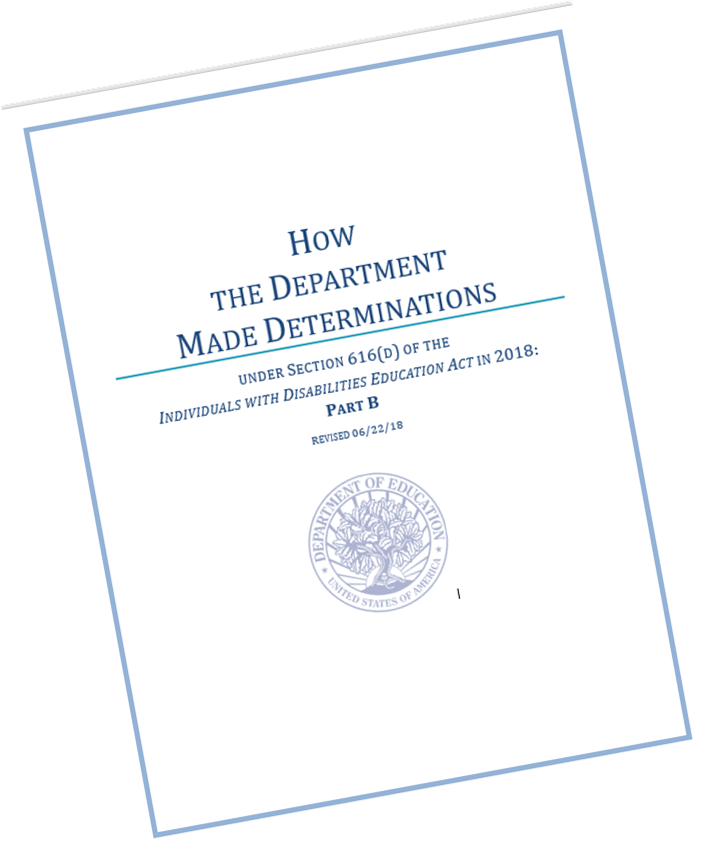 HOW
THE DEPARTMENT
MADE DETERMINATIONS
UNDER SECTION 616(D) OF THE
INDIVIDUALS WITH DISABILITIES EDUCATION ACT IN 2018:
PART B
REVISED 06/22/18
DEPARTMENT OF EDUCATION
UNITED STATES OF AMERICA